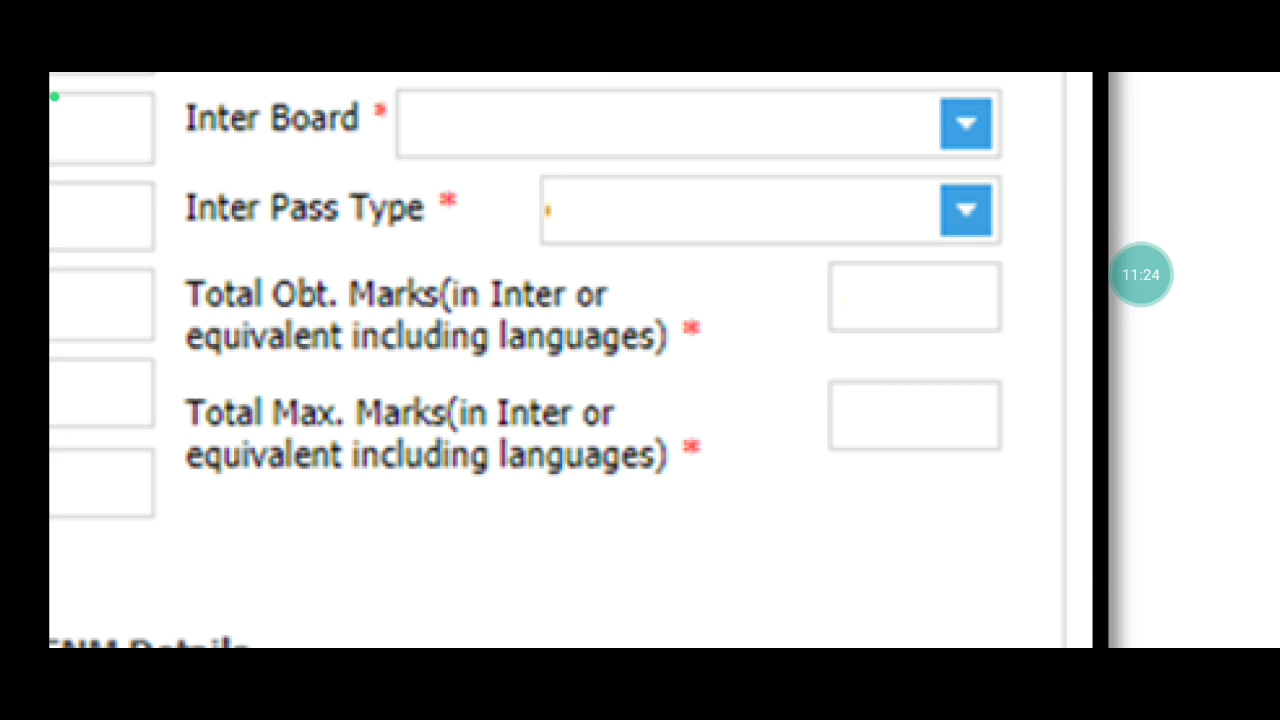 Inter Board *
Inter Pass Type *
Total Obt. Marks(in Inter or
equivalent including languages) *
11:24
Total Max. Marks(in Inter or
equivalent including languages) *